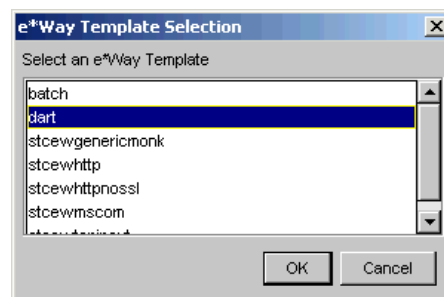 e*Way Template Selection
Select an e*Way Template
batch
dart
stcewgenericmonk
stcewhttp
stcewhttpnossl
stcewmscom
OK Cancel